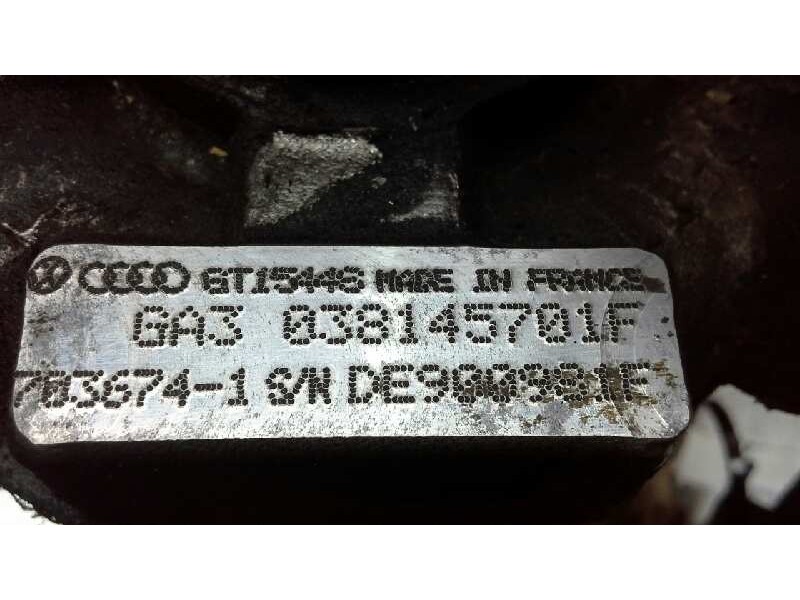 GT1544S MADE IN FRANCE
GA3 038145701F
703674-1 S/N